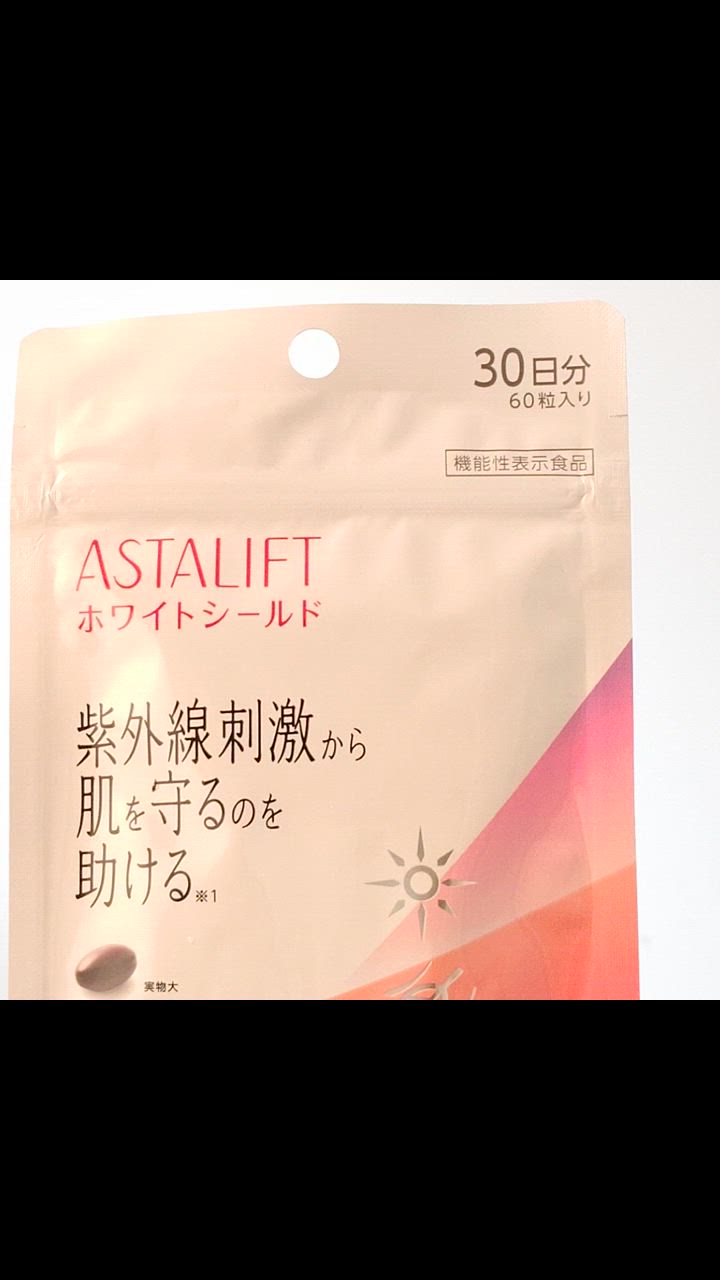 30日分
60粒入り
機能性表示食品
ASTALIFT
ホワイトシールド
紫外線刺激から
肌を守るのを
助ける※1
実物大